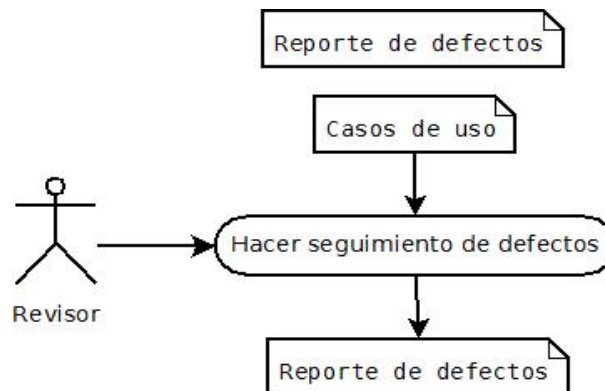 Reporte de defectos
Casos de uso
Hacer seguimiento de defectos
Revisor
Reporte de defectos